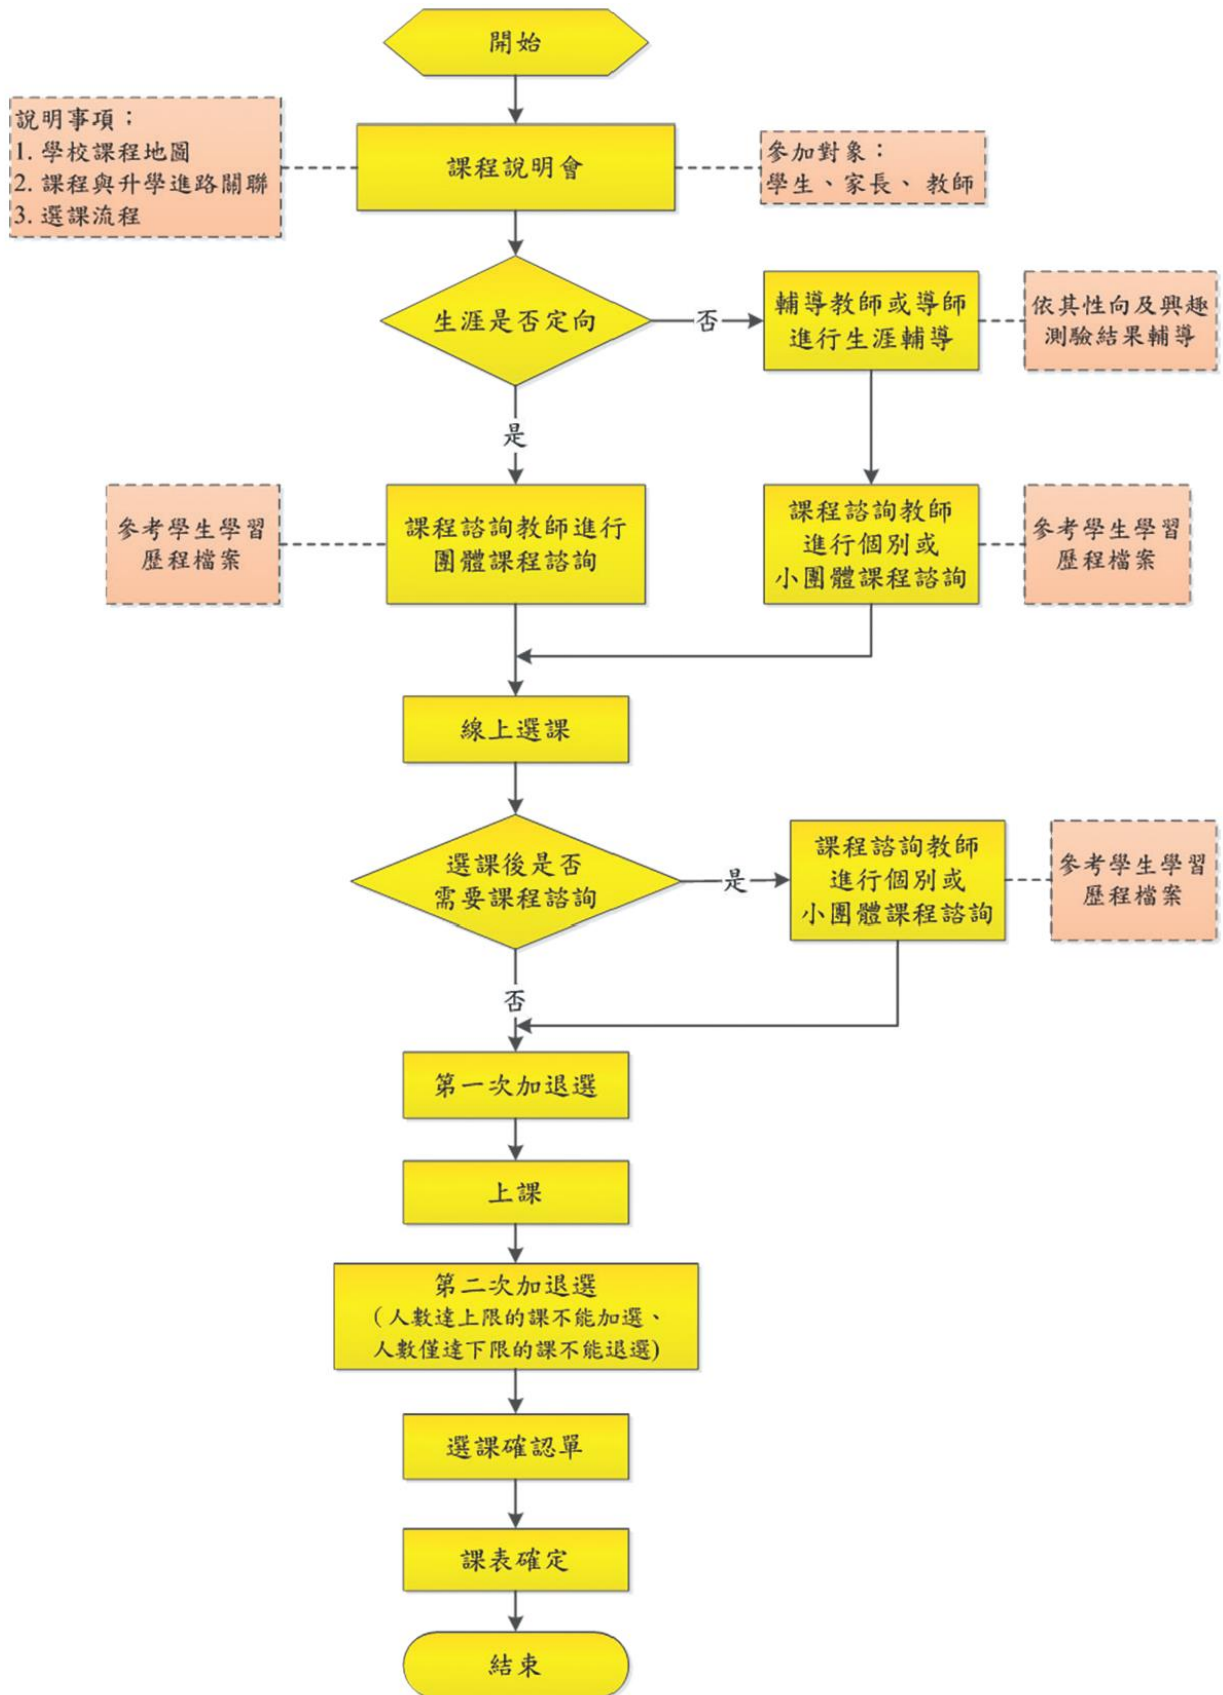 開始
說明事項；
1. 學校課程地圖
2. 課程與升學進路關聯
3. 選課流程
課程說明會
參加對象：
學生、家長、 教師
生涯是否定向
否
輔導教師或導師
進行生涯輔導
依其性向及興趣
測驗結果輔導
是
參考學生學習
歷程檔案
課程諮詢教師進行
團體課程諮詢
課程諮詢教師
進行個別或
小團體課程諮詢
參考學生學習
歷程檔案
線上選課
選課後是否
需要課程諮詢
是
課程諮詢教師
進行個別或
小團體課程諮詢
參考學生學習
歷程檔案
否
第一次加退選
上課
第二次加退選
（人數達上限的課不能加選、
人數僅達下限的課不能退選)
選課確認單
課表確定
結束